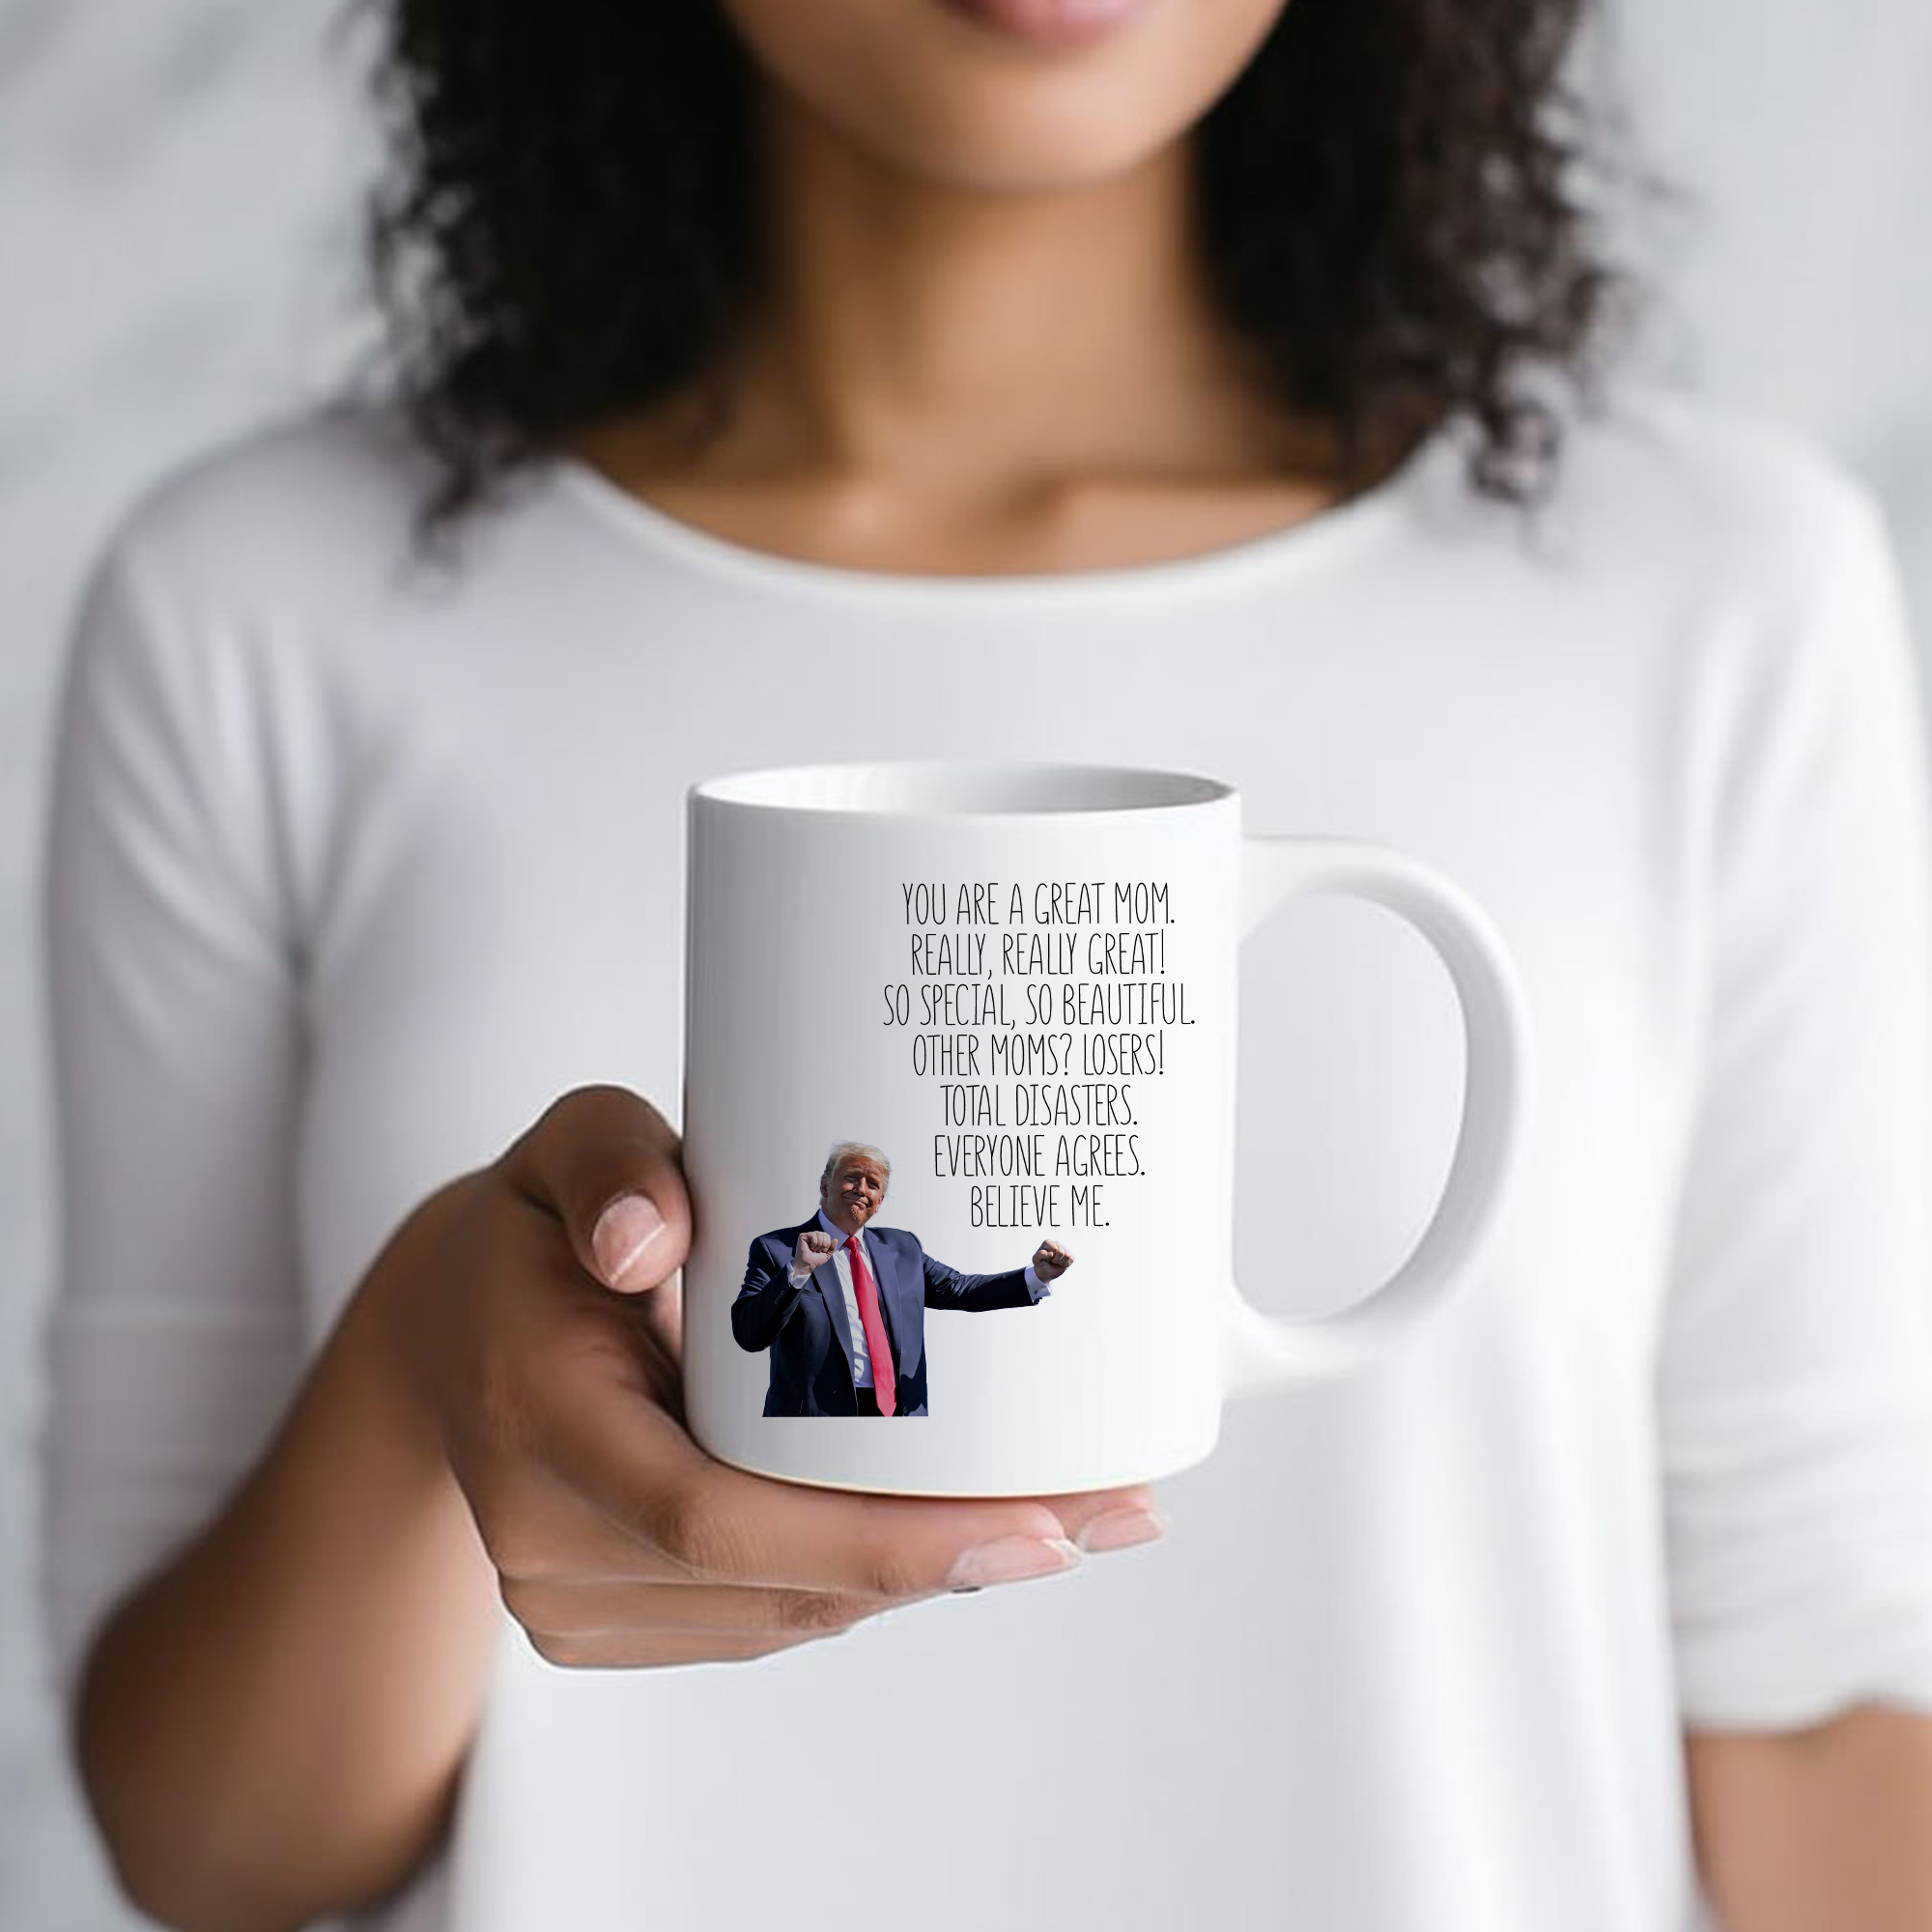 YOU ARE A GREAT MOM.
REALLY, REALLY GREAT!
SO SPECIAL, SO BEAUTIFUL.
OTHER MOMS? LOSERS!
TOTAL DISASTERS.
EVERYONE AGREES.
BELIEVE ME.